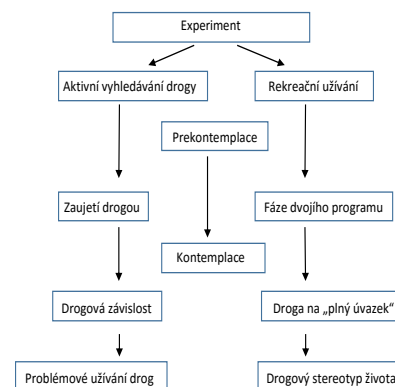 Experiment
Aktivní vyhledávání drogy
Rekreační užívání
Prekontemplace
Zaujetí drogou
Fáze dvojího programu
Kontemplace
Drogová závislost
Droga na „plný úvazek“
Problémové užívání drog
Drogový stereotyp života